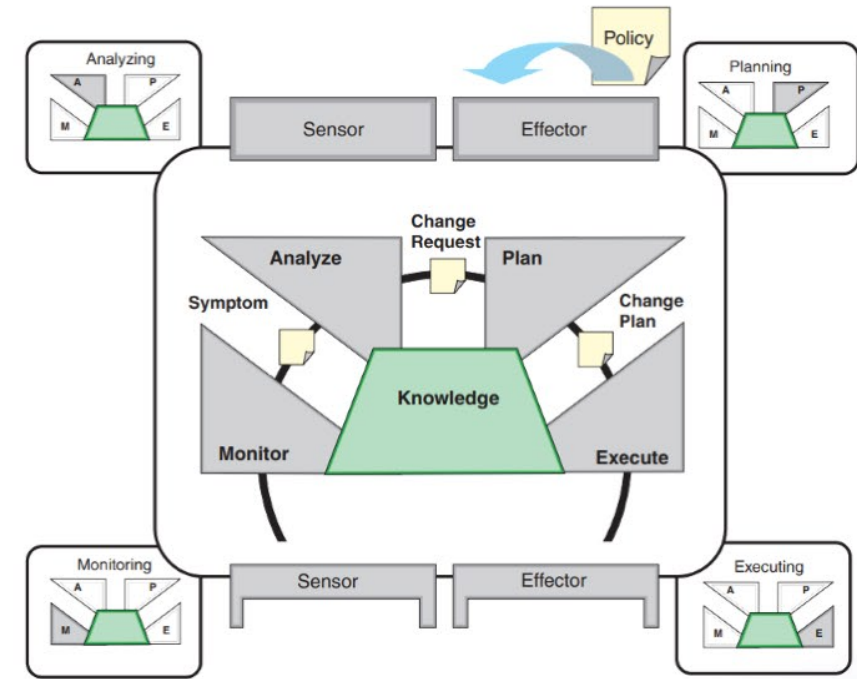 Policy
Analyzing
A P
M E
Planning
A P
M E
Sensor
Effector
Change
Request
Analyze
Plan
Symptom
Change
Plan
Knowledge
Monitor
Execute
Monitoring
A P
M E
Sensor
Effector
Executing
A P
M E